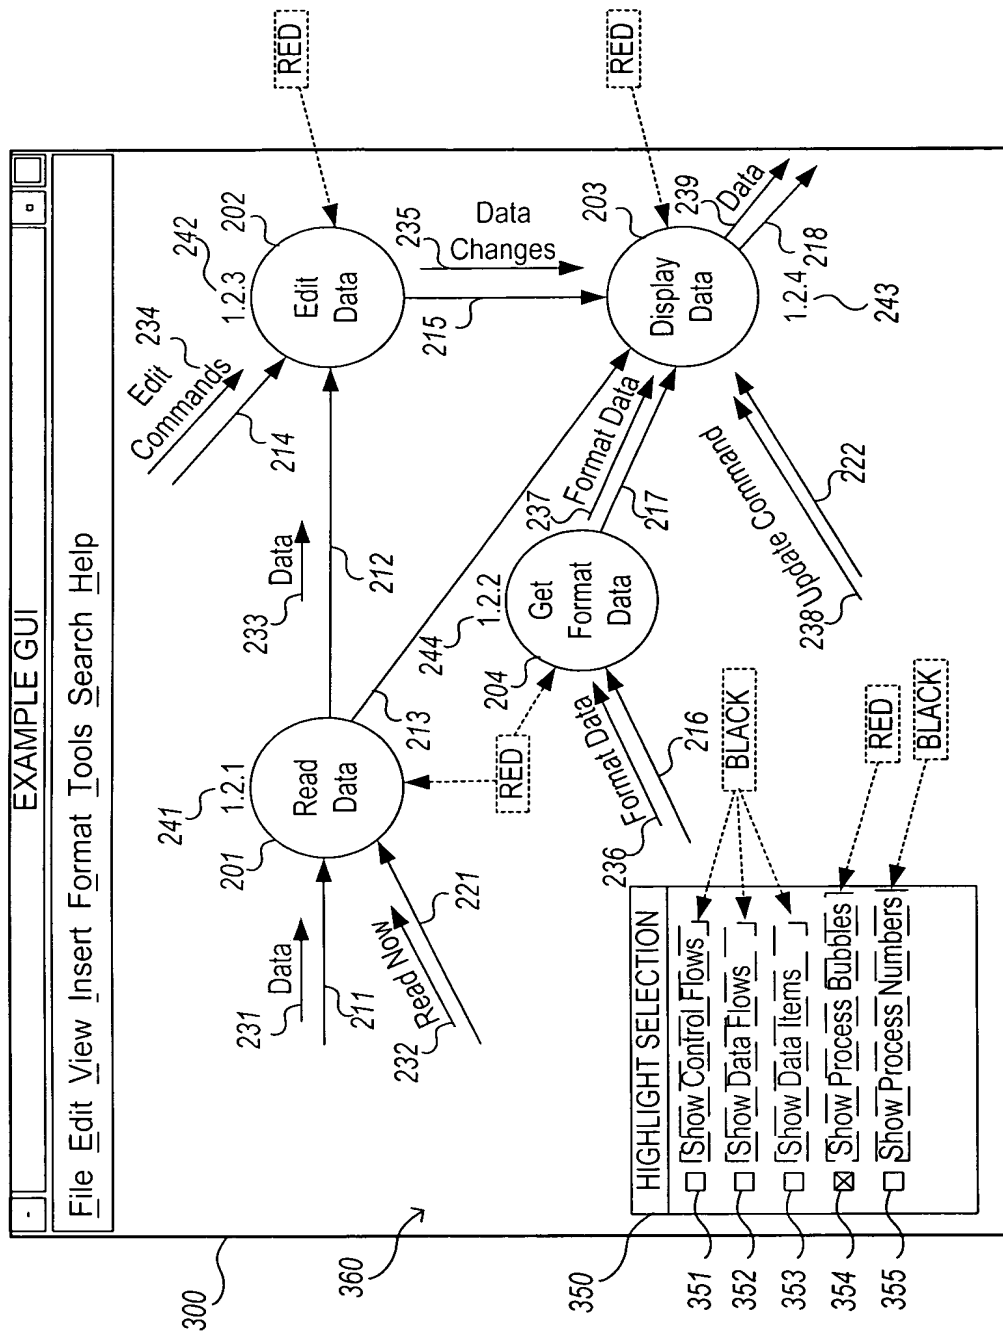 EXAMPLE GUI
File Edit View Insert Format Tools Search Help
300
360
231
Data
211
232
Read Now
221
241
1.2.1
201
Read
Data
233
Data
212
213
234
Edit
Commands
214
242
1.2.3
202
Edit
Data
RED
235
Data
Changes
215
RED
244
1.2.2
204
Get
Format
Data
236
Format Data
216
237
Format Data
217
203
Display
Data
1.2.4
243
RED
239
Data
218
238
Update Command
222
350
HIGHLIGHT SELECTION
351
Show Control Flows
352
Show Data Flows
353
Show Data Items
BLACK
354
Show Process Bubbles
RED
355
Show Process Numbers
BLACK